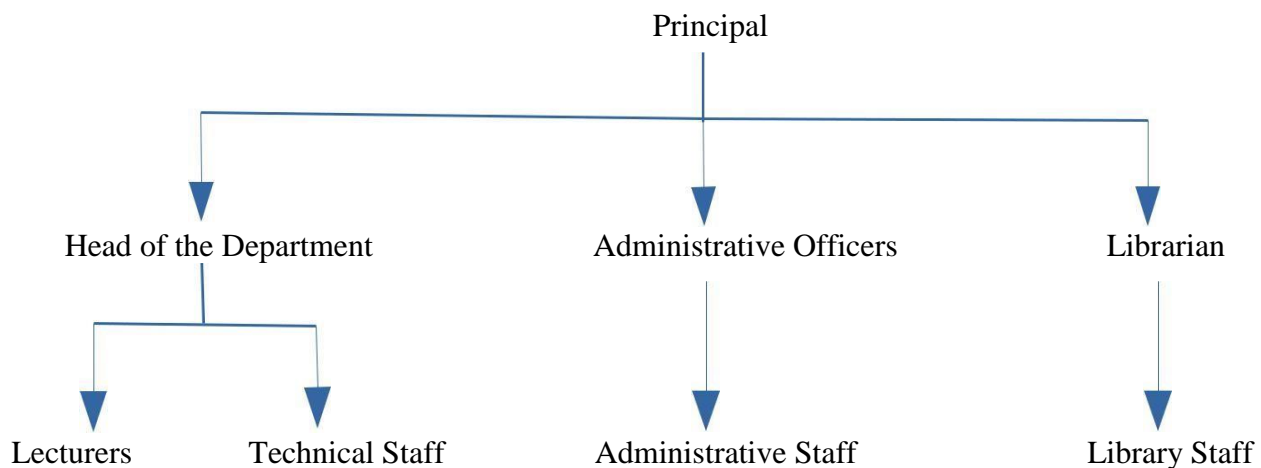 Principal
Head of the Department Administrative Officers Librarian
Lecturers Technical Staff Administrative Staff Library Staff